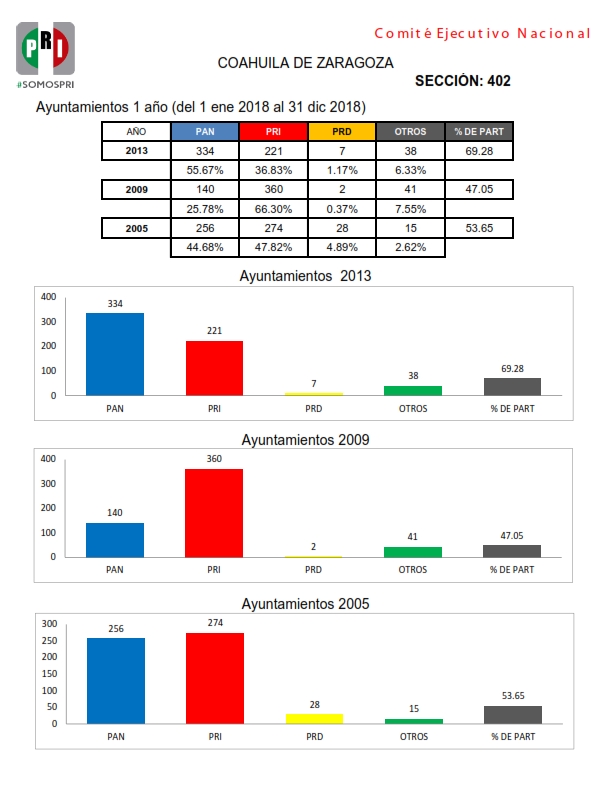 PRI
#SOMOSPRI
Comité Ejecutivo Nacional
COAHUILA DE ZARAGOZA
SECCIÓN: 402
Ayuntamientos 1 año (del 1 ene 2018 al 31 dic 2018)
AÑO PAN PRI PRD OTROS % DE PART
2013 334 221 7 38 69.28
55.67% 36.83% 1.17% 6.33%
2009 140 360 2 41 47.05
25.78% 66.30% 0.37% 7.55%
2005 256 274 28 15 53.65
44.68% 47.82% 4.89% 2.62%
Ayuntamientos 2013
400
300
200
100
0
334 221 7 38 69.28
PAN PRI PRD OTROS % DE PART
Ayuntamientos 2009
400
300
200
100
0
140 360 2 41 47.05
PAN PRI PRD OTROS % DE PART
Ayuntamientos 2005
300
250
200
150
100
50
0
256 274 28 15 53.65
PAN PRI PRD OTROS % DE PART